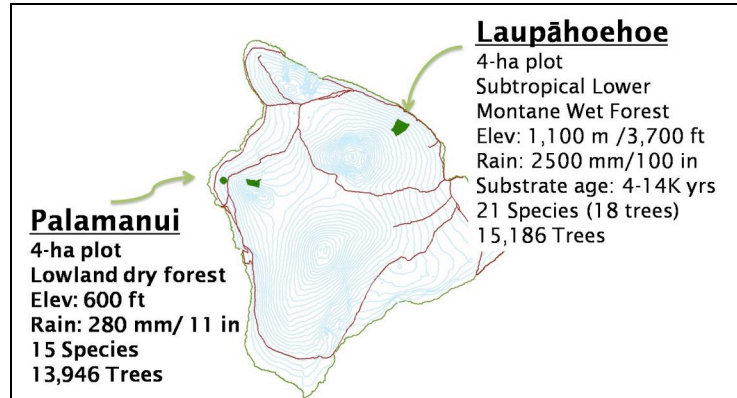 Laupāhoehoe
4-ha plot
Subtropical Lower
Montane Wet Forest
Elev: 1,100 m /3,700 ft
Rain: 2500 mm/100 in
Substrate age: 4-14K yrs
21 Species (18 trees)
15,186 Trees
Palamanui
4-ha plot
Lowland dry forest
Elev: 600 ft
Rain: 280 mm/ 11 in
15 Species
13,946 Trees